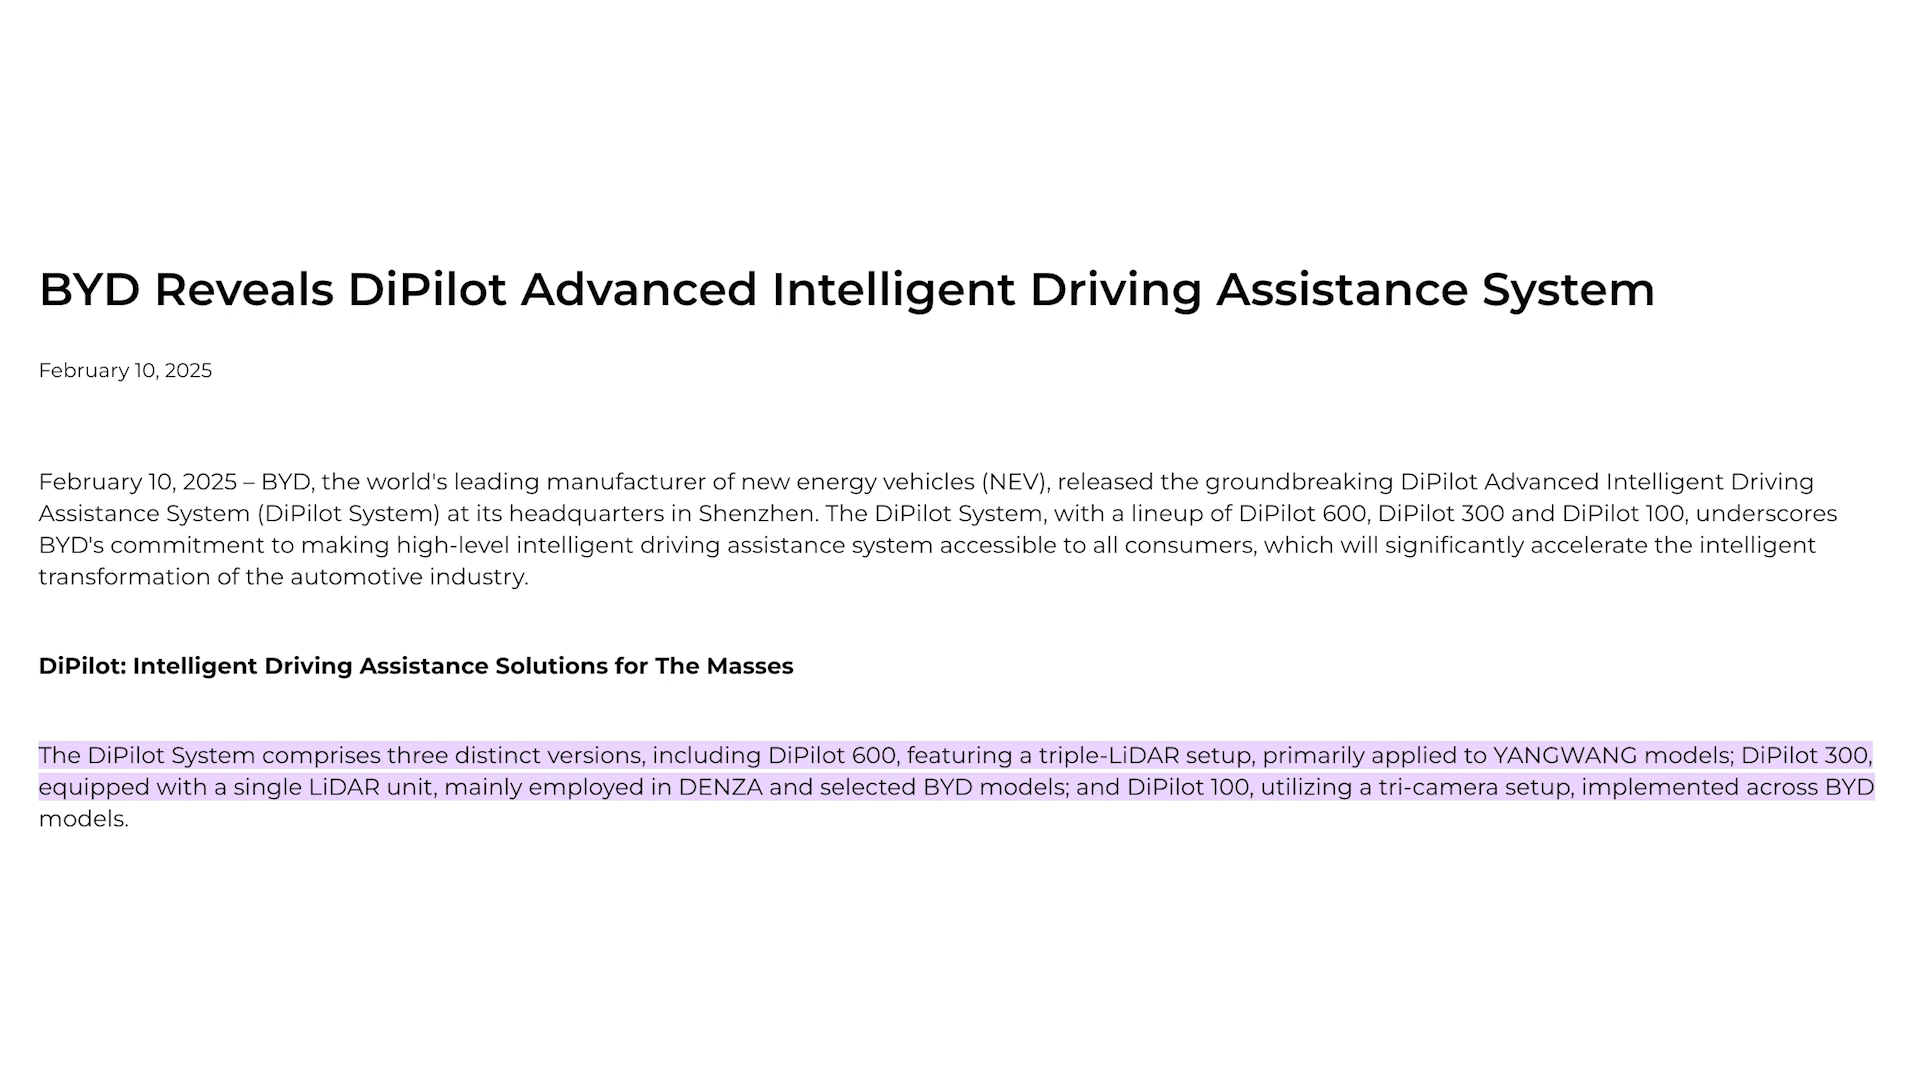 BYD Reveals DiPilot Advanced Intelligent Driving Assistance System
February 10, 2025
February 10, 2025 – BYD, the world's leading manufacturer of new energy vehicles (NEV), released the groundbreaking DiPilot Advanced Intelligent Driving
Assistance System (DiPilot System) at its headquarters in Shenzhen. The DiPilot System, with a lineup of DiPilot 600, DiPilot 300 and DiPilot 100, underscores
BYD's commitment to making high-level intelligent driving assistance system accessible to all consumers, which will significantly accelerate the intelligent
transformation of the automotive industry.
DiPilot: Intelligent Driving Assistance Solutions for The Masses
The DiPilot System comprises three distinct versions, including DiPilot 600, featuring a triple-LiDAR setup, primarily applied to YANGWANG models; DiPilot 300,
equipped with a single LiDAR unit, mainly employed in DENZA and selected BYD models; and DiPilot 100, utilizing a tri-camera setup, implemented across BYD
models.